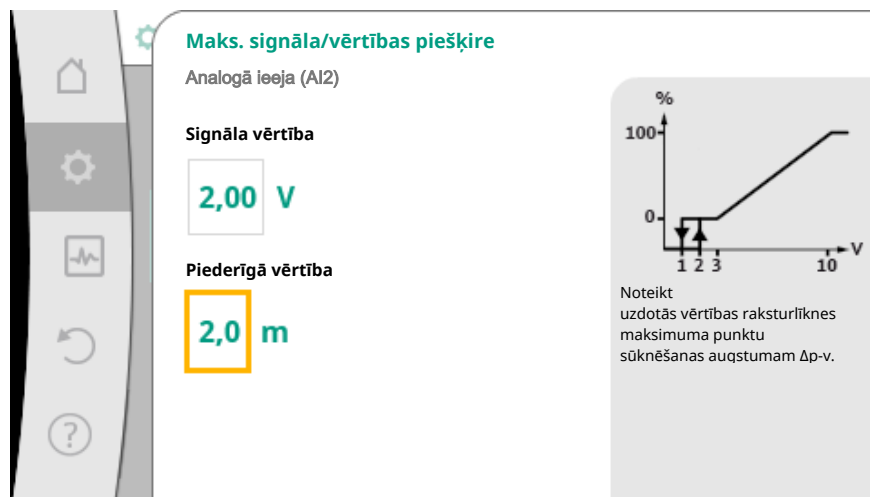 Maks. signāla/vērtības piešķire
Analogā ieeja (AI2)
Signāla vērtība
2,00 V
Piederīgā vērtība
2,0 m
%
100
0
1 2 3 10 V
Noteikt
uzdotās vērtības raksturlīknes
maksimuma punktu
sūknēšanas augstumam Δp-v.
?